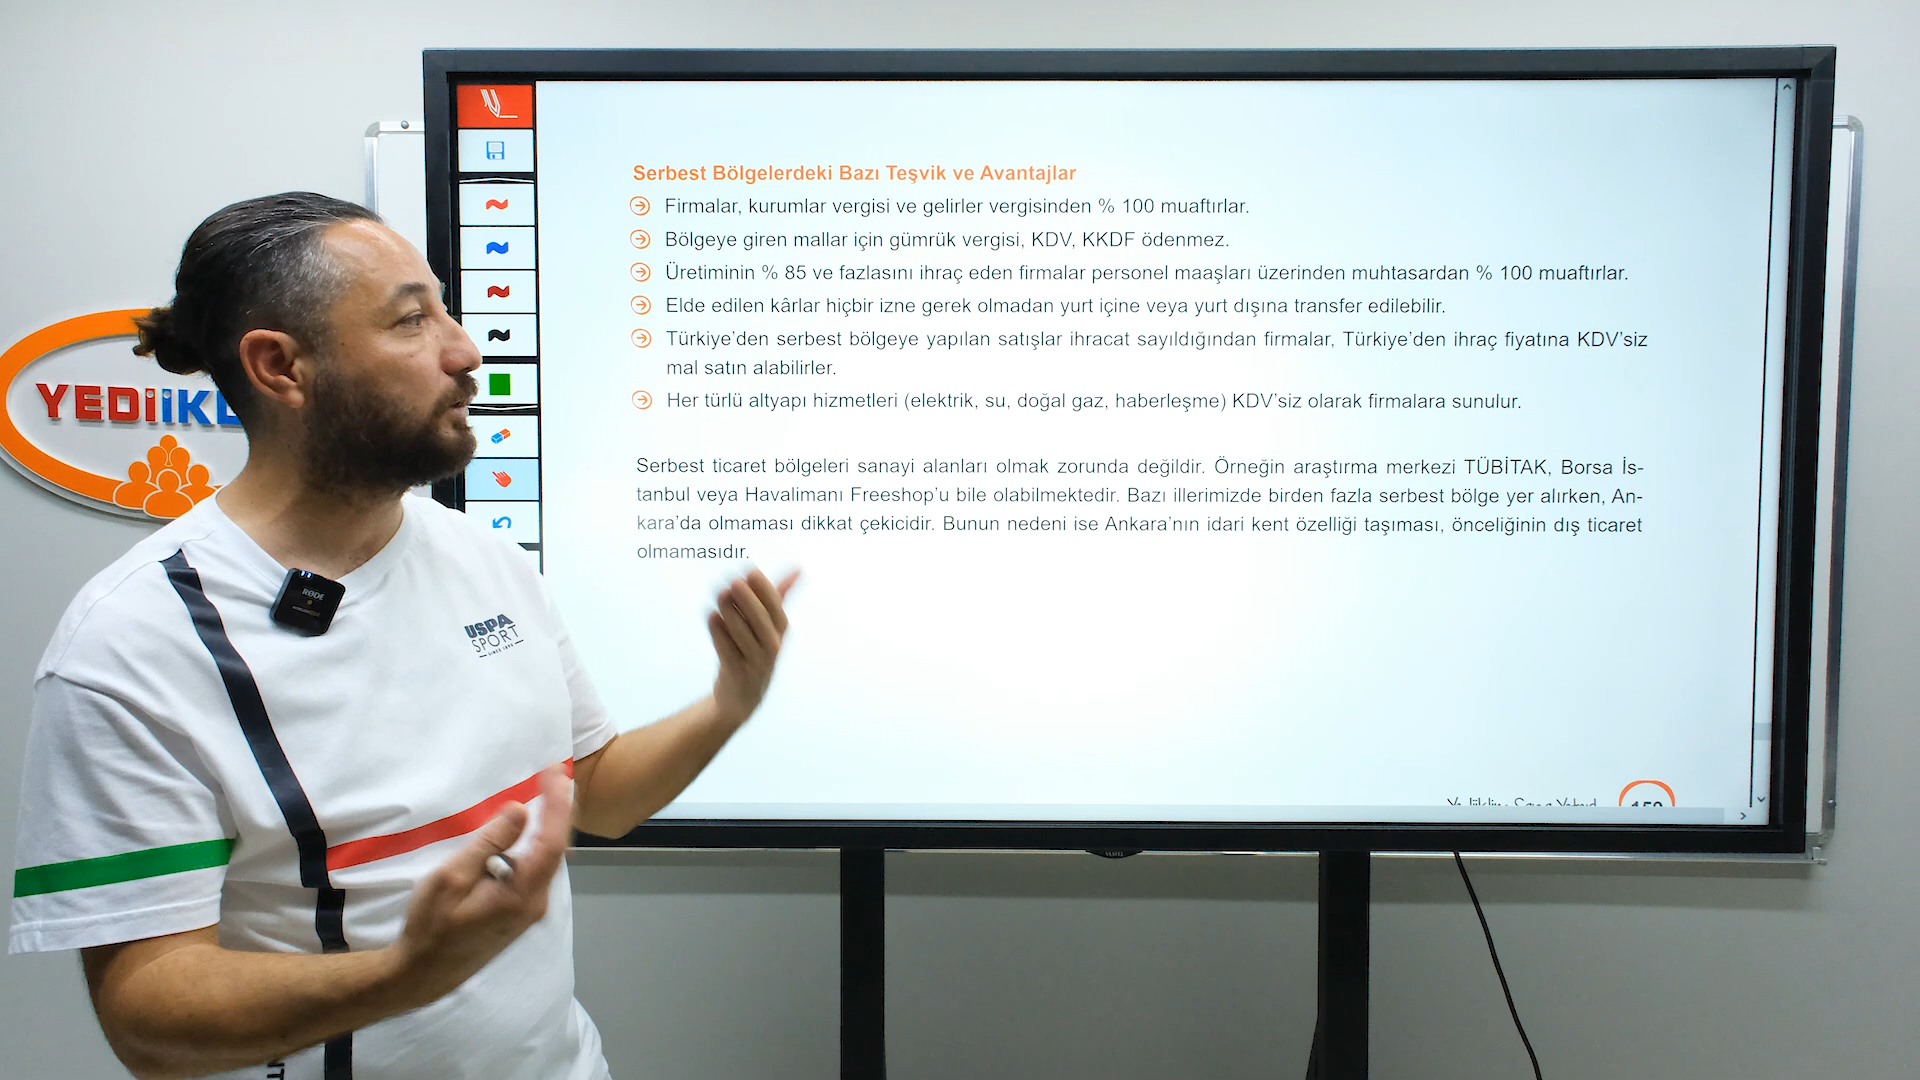 Serbest Bölgelerdeki Bazı Teşvik ve Avantajlar
Firmalar, kurumlar vergisi ve gelirler vergisinden % 100 muaftırlar.
Bölgeye giren mallar için gümrük vergisi, KDV, KKDF ödenmez.
Üretiminin % 85 ve fazlasını ihraç eden firmalar personel maaşları üzerinden muhtasardan % 100 muaftırlar.
Elde edilen kârlar hiçbir izne gerek olmadan yurt içine veya yurt dışına transfer edilebilir.
Türkiye’den serbest bölgeye yapılan satışlar ihracat sayıldığından firmalar, Türkiye’den ihraç fiyatına KDV’siz
mal satın alabilirler.
Her türlü altyapı hizmetleri (elektrik, su, doğal gaz, haberleşme) KDV’siz olarak firmalara sunulur.
Serbest ticaret bölgeleri sanayi alanları olmak zorunda değildir. Örneğin araştırma merkezi TÜBİTAK, Borsa İs-
tanbul veya Havalimanı Freeshop’u bile olabilmektedir. Bazı illerimizde birden fazla serbest bölge yer alırken, An-
kara’da olmaması dikkat çekicidir. Bunun nedeni ise Ankara’nın idari kent özelliği taşıması, önceliğinin dış ticaret
olmamasıdır.
YEDiiKL
RØDE
USPA
SPORT
VESTEL